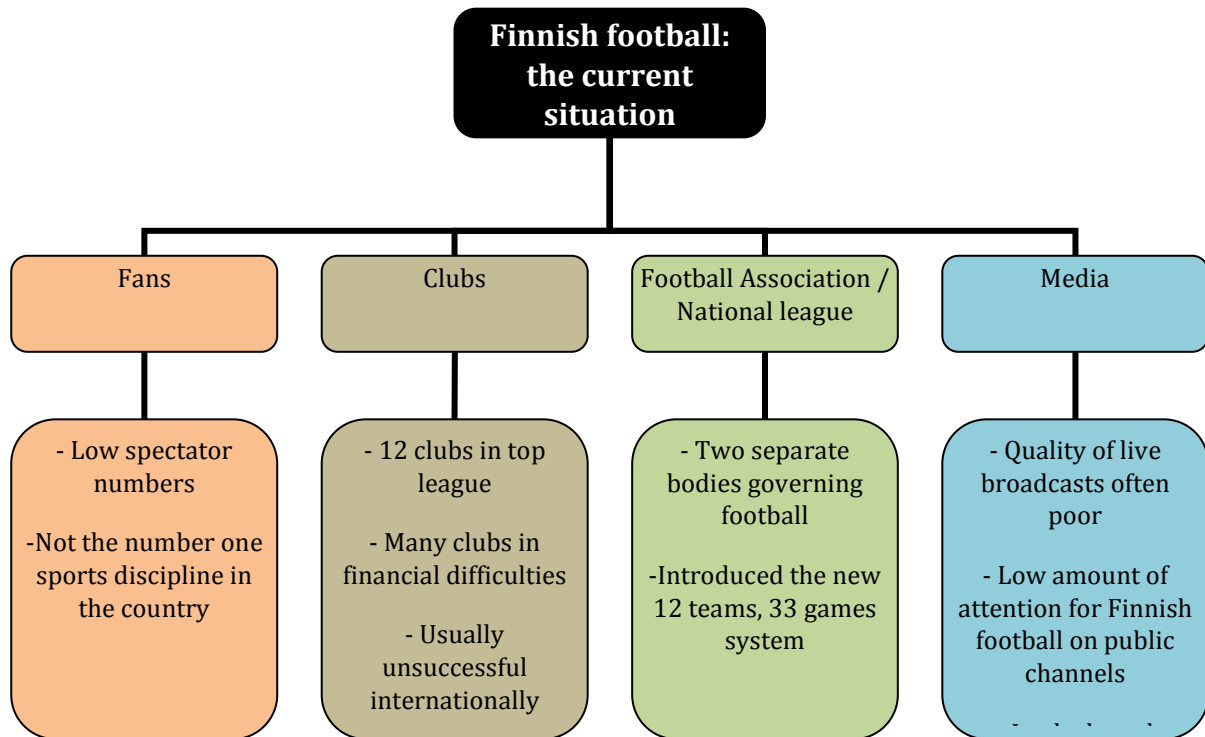 Finnish football:
the current
situation
Fans
Clubs
Football Association /
National league
Media
- Low spectator
numbers
-Not the number one
sports discipline in
the country
- 12 clubs in top
league
- Many clubs in
financial difficulties
- Usually
unsuccessful
internationally
- Two separate
bodies governing
football
-Introduced the new
12 teams, 33 games
system
- Quality of live
broadcasts often
poor
- Low amount of
attention for Finnish
football on public
channels